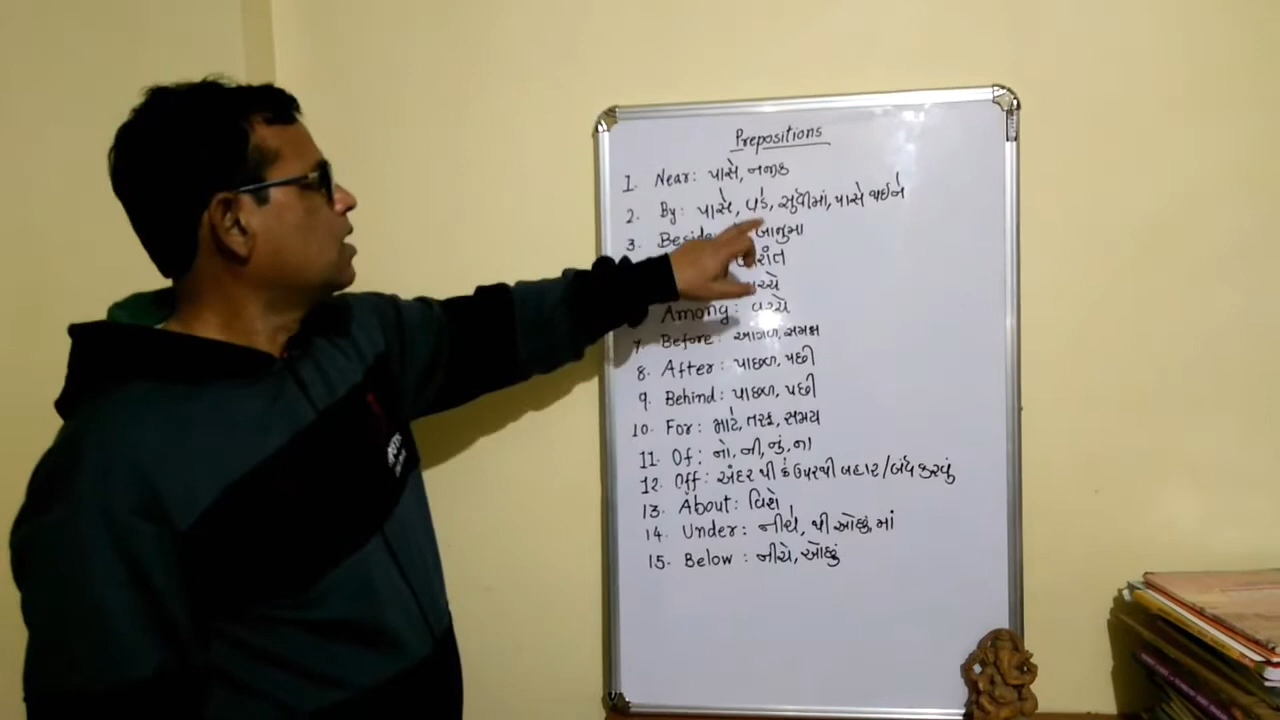 Prepositions
1. Near: પાસે, નજીક
2. By: પાસે, વડે, સુધીમાં, પાસે થઈને
3. બાજુમા
Among: વચ્ચે
7. Before: આગળ, સમક્ષ
8. After: પાછળ, પછી
9. Behind: પાછળ, પછી
10. For: માટે, તરફ, સમય
11. Of: નો, ની, નું, ના
12. Off: અંદર થી કે ઉપરથી બહાર/બંધ કરવું
13. About: વિશે
14. Under: નીચે, થી ઓછું, માં
15. Below: નીચે, ઓછું